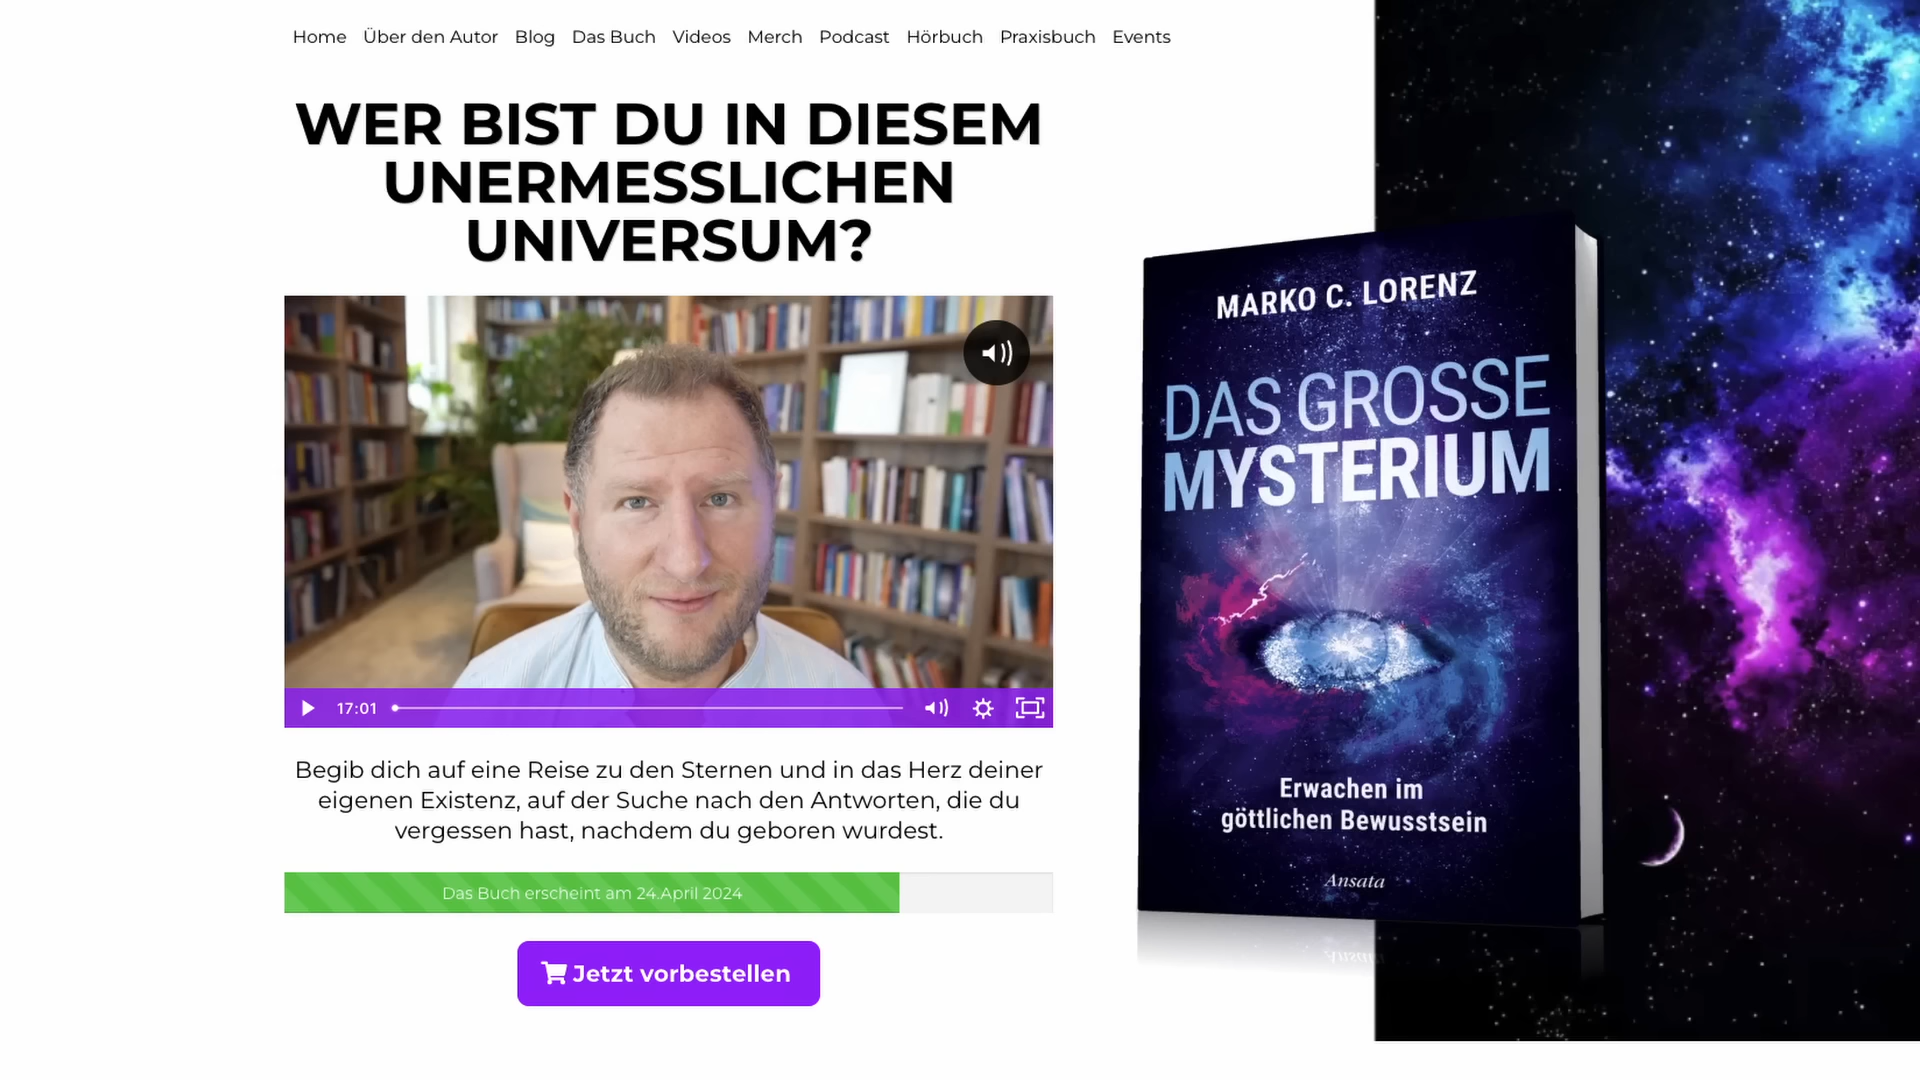 Home Über den Autor Blog Das Buch Videos Merch Podcast Hörbuch Praxisbuch Events
WER BIST DU IN DIESEM
UNERMESSLICHEN
UNIVERSUM?
17:01
Begib dich auf eine Reise zu den Sternen und in das Herz deiner
eigenen Existenz, auf der Suche nach den Antworten, die du
vergessen hast, nachdem du geboren wurdest.
Das Buch erscheint am 24.April 2024
Jetzt vorbestellen
MARKO C. LORENZ
DAS GROSSE
MYSTERIUM
Erwachen im
göttlichen Bewusstsein
Ansata